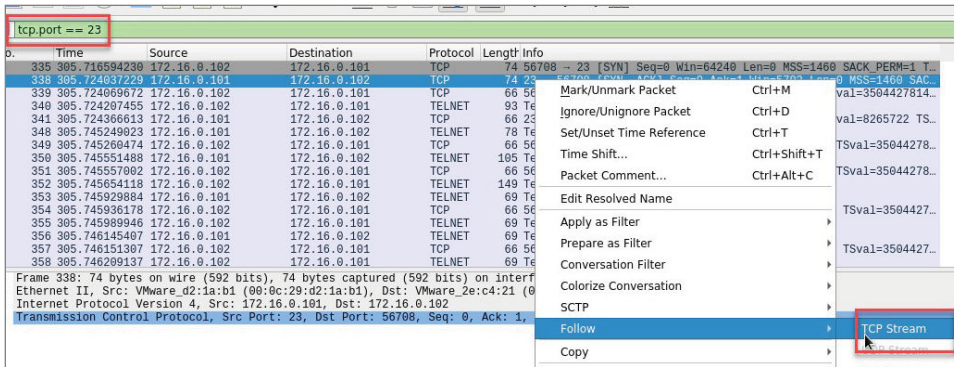 tcp.port == 23
o. Time Source Destination Protocol Length Info
335 305.716594230 172.16.0.102 172.16.0.101 TCP 74 56708 → 23 [SYN] Seq=0 Win=64240 Len=0 MSS=1460 SACK_PERM=1 T…
338 305.724037229 172.16.0.101 172.16.0.102 TCP 74 23 56708 [SYN, ACK] Seq=0 Ack=1 Win=5792 Len=0 MSS=1460 SAC…
339 305.724069672 172.16.0.102 172.16.0.101 TCP 66 56 val=3504427814…
340 305.724207455 172.16.0.102 172.16.0.101 TELNET 93 Te
341 305.724366613 172.16.0.101 172.16.0.102 TCP 66 23 val=8265722 TS…
348 305.745249023 172.16.0.101 172.16.0.102 TELNET 78 Te
349 305.745260474 172.16.0.102 172.16.0.101 TCP 66 56 TSval=35044278…
350 305.745551488 172.16.0.101 172.16.0.102 TELNET 105 Te
351 305.745557002 172.16.0.102 172.16.0.101 TCP 66 56 TSval=35044278…
352 305.745654118 172.16.0.102 172.16.0.101 TELNET 149 Te
353 305.745929884 172.16.0.101 172.16.0.102 TELNET 69 Te
354 305.745936178 172.16.0.102 172.16.0.101 TCP 66 56 TSval=3504427…
355 305.745989946 172.16.0.102 172.16.0.101 TELNET 69 Te
356 305.746145407 172.16.0.101 172.16.0.102 TELNET 69 Te
357 305.746151307 172.16.0.102 172.16.0.101 TCP 66 56 TSval=3504427…
358 305.746209137 172.16.0.102 172.16.0.101 TELNET 69 Te
Mark/Unmark Packet Ctrl+M
Ignore/Unignore Packet Ctrl+D
Set/Unset Time Reference Ctrl+T
Time Shift... Ctrl+Shift+T
Packet Comment... Ctrl+Alt+C
Edit Resolved Name
Apply as Filter
Prepare as Filter
Conversation Filter
Colorize Conversation
SCTP
Follow
Copy
TCP Stream
UDP Stream
Frame 338: 74 bytes on wire (592 bits), 74 bytes captured (592 bits) on interf
Ethernet II, Src: VMware_d2:1a:b1 (00:0c:29:d2:1a:b1), Dst: VMware_2e:c4:21 (0
Internet Protocol Version 4, Src: 172.16.0.101, Dst: 172.16.0.102
Transmission Control Protocol, Src Port: 23, Dst Port: 56708, Seq: 0, Ack: 1,